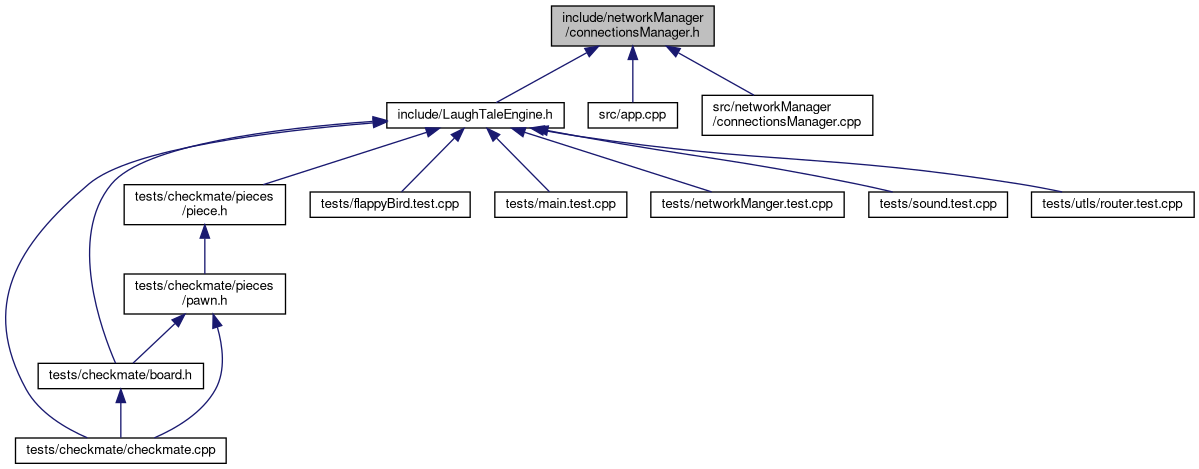 include/networkManager
/connectionsManager.h
include/LaughTaleEngine.h
src/app.cpp
src/networkManager
/connectionsManager.cpp
tests/checkmate/pieces
/piece.h
tests/flappyBird.test.cpp
tests/main.test.cpp
tests/networkManger.test.cpp
tests/sound.test.cpp
tests/utls/router.test.cpp
tests/checkmate/pieces
/pawn.h
tests/checkmate/board.h
tests/checkmate/checkmate.cpp